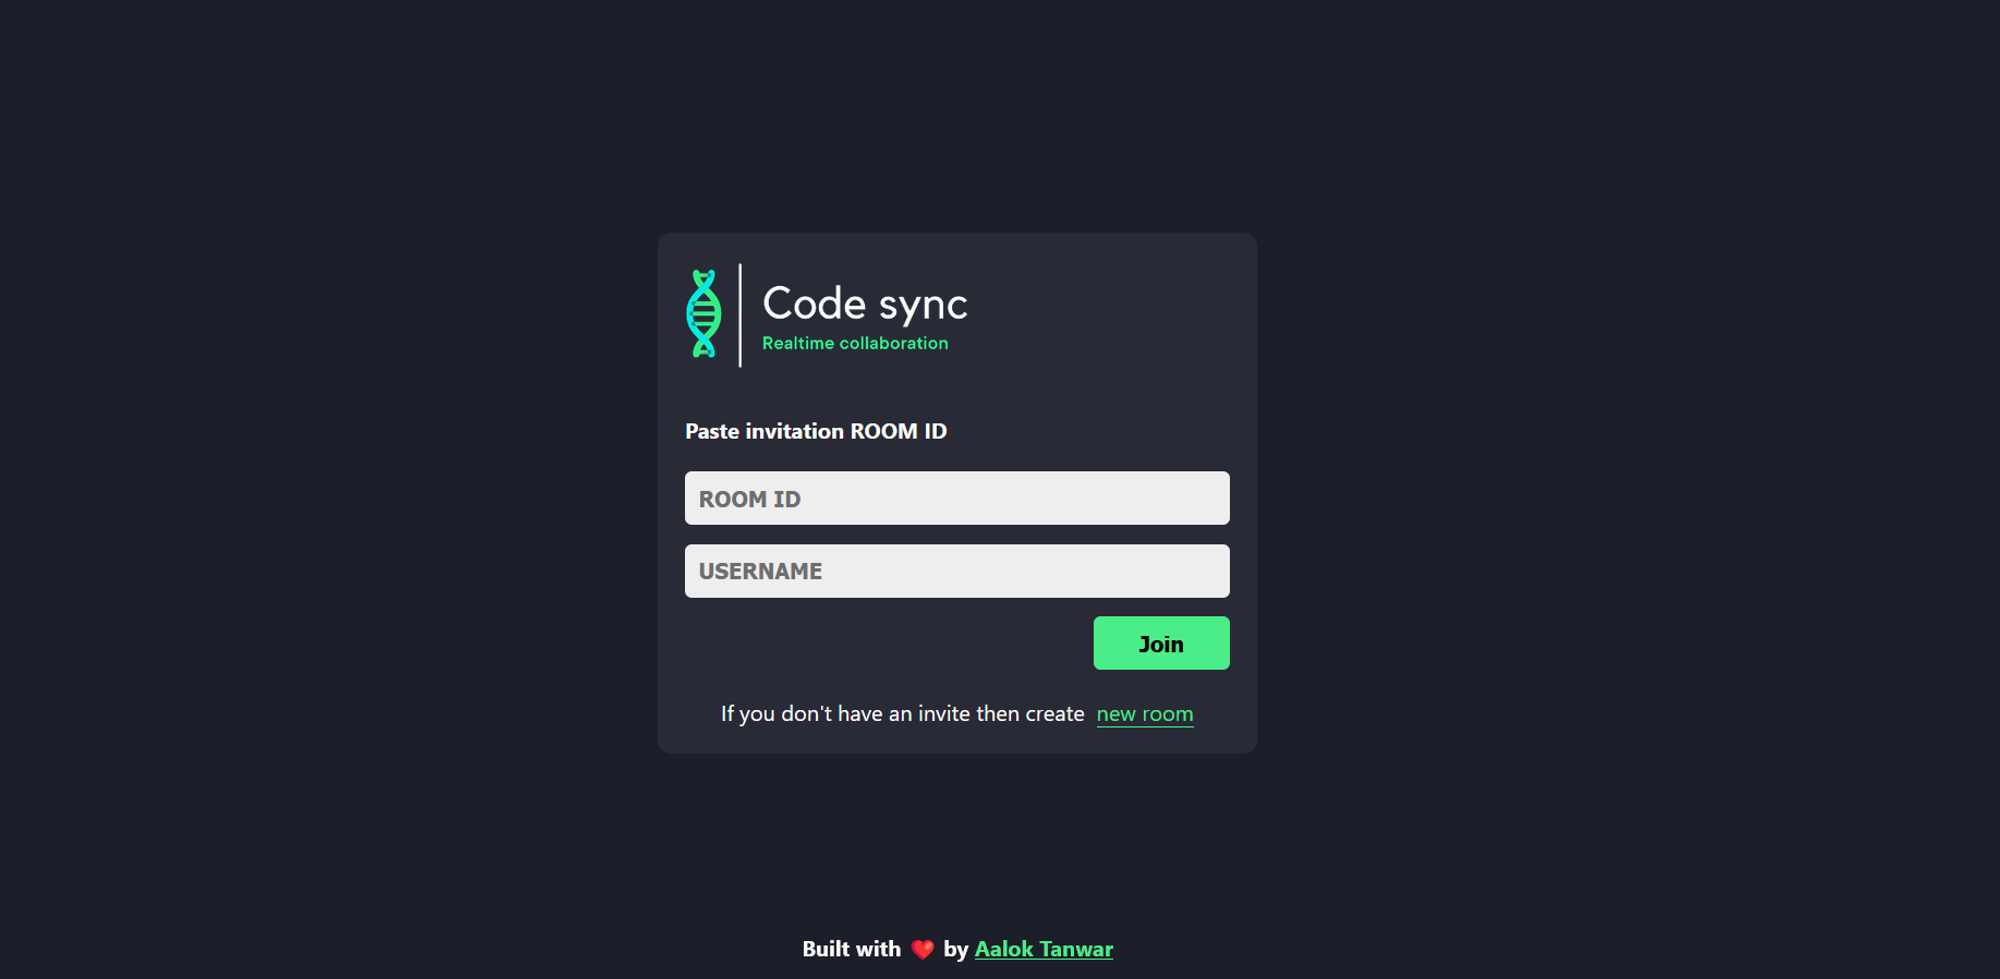 Code sync
Realtime collaboration
Paste invitation ROOM ID
ROOM ID
USERNAME
Join
If you don't have an invite then create new room
Built with ❤️ by Aalok Tanwar